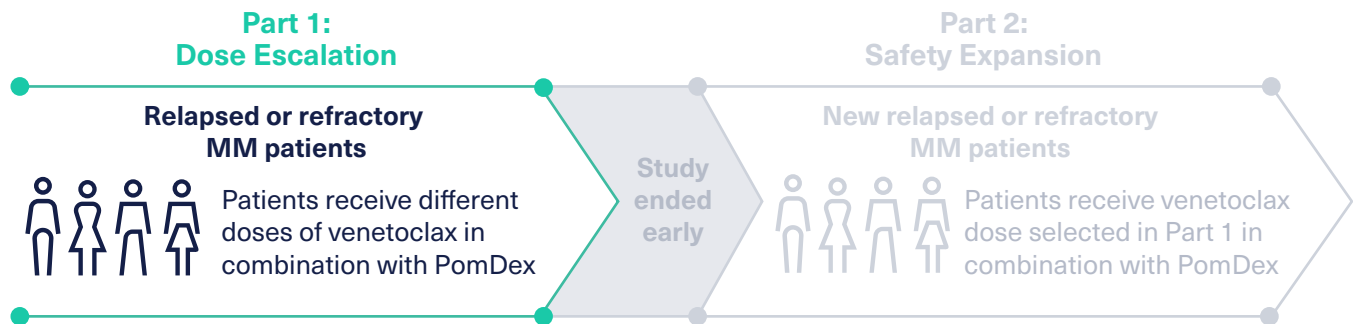 Part 1:
Dose Escalation
Relapsed or refractory
MM patients
Patients receive different
doses of venetoclax in
combination with PomDex
Study
ended
early
Part 2:
Safety Expansion
New relapsed or refractory
MM patients
Patients receive venetoclax
dose selected in Part 1 in
combination with PomDex